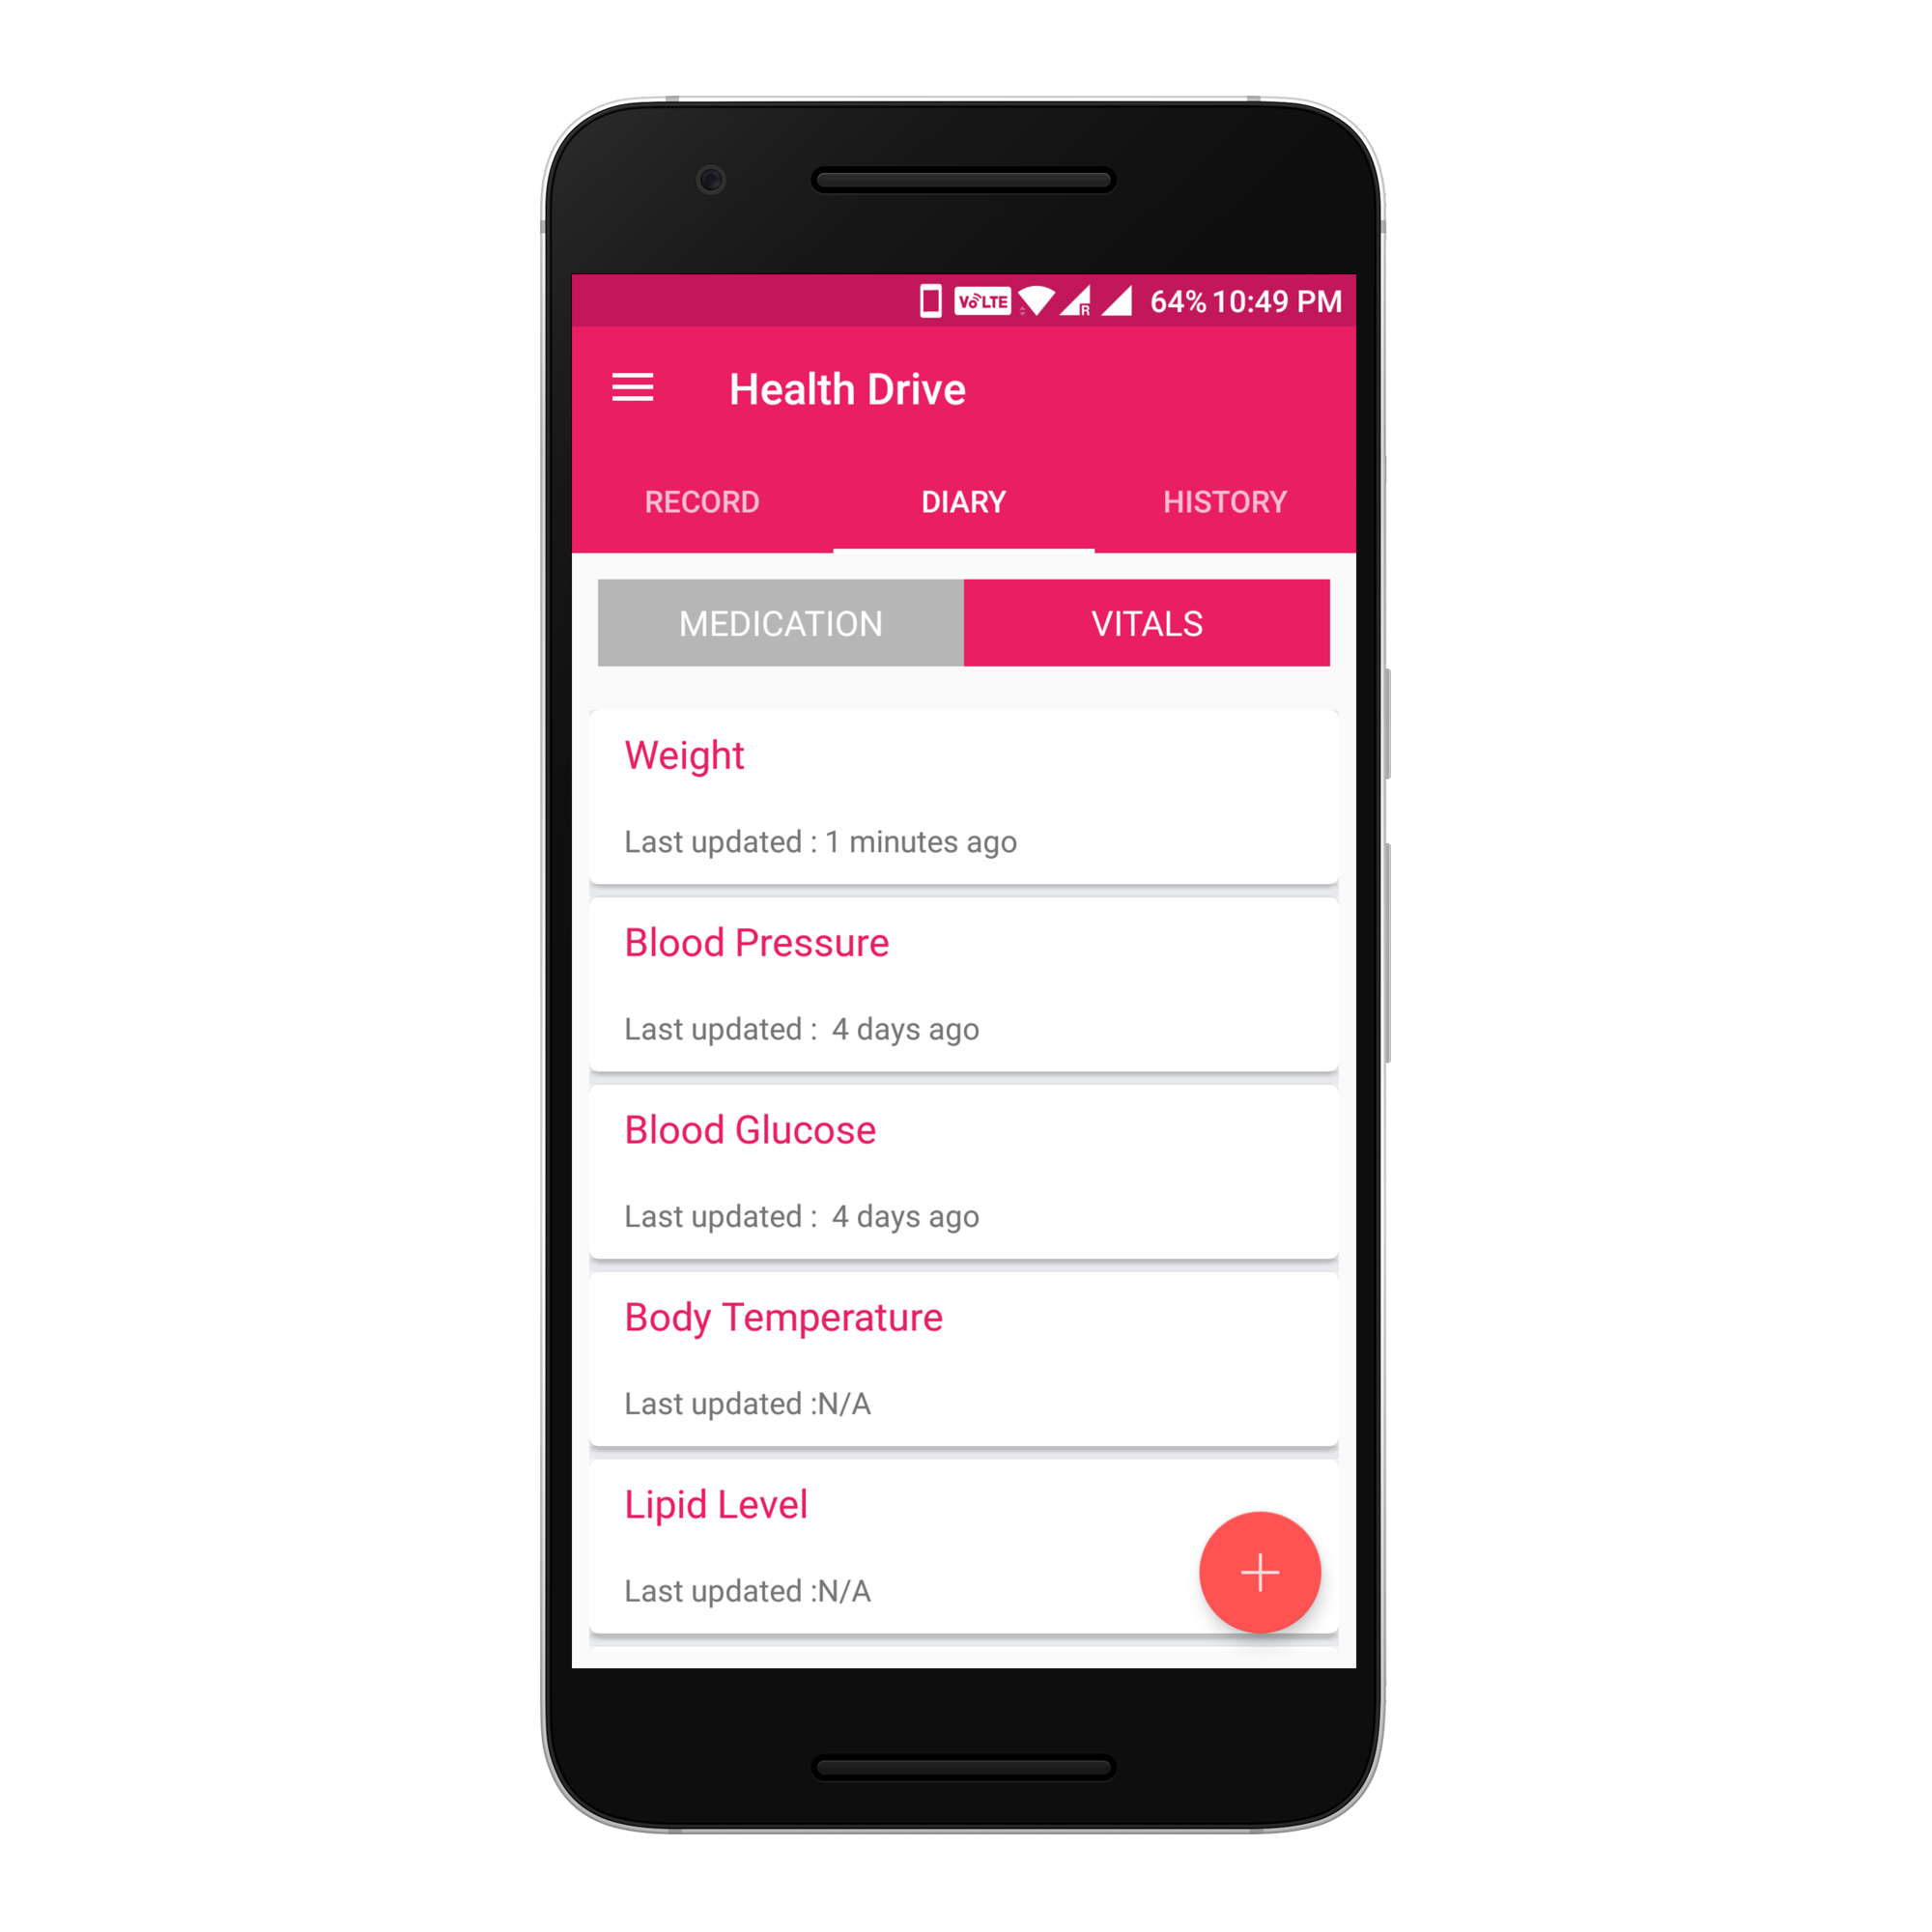 VoLTE R 64% 10:49 PM
Health Drive
RECORD DIARY HISTORY
MEDICATION VITALS
Weight
Last updated : 1 minutes ago
Blood Pressure
Last updated :  4 days ago
Blood Glucose
Last updated :  4 days ago
Body Temperature
Last updated :N/A
Lipid Level
Last updated :N/A